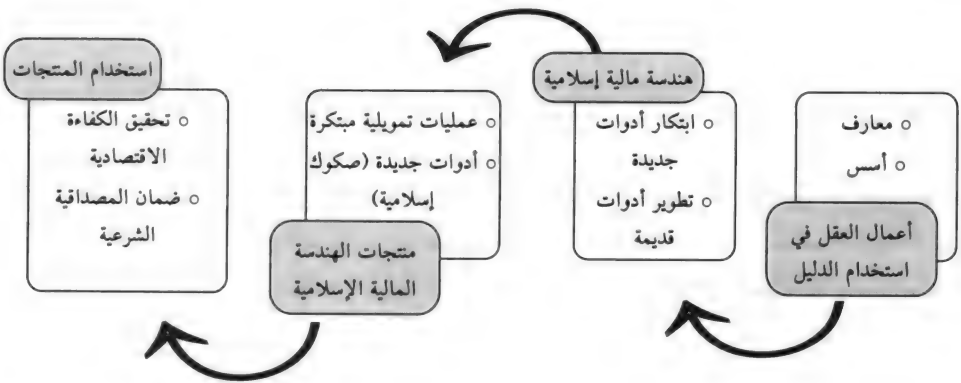 معارف
أسس
أعمال العقل في
استخدام الدليل
هندسة مالية إسلامية
ابتكار أدوات
جديدة
تطوير أدوات
قديمة
عمليات تمويلية مبتكرة
أدوات جديدة (صكوك
إسلامية)
منتجات الهندسة
المالية الإسلامية
استخدام المنتجات
تحقيق الكفاءة
الاقتصادية
ضمان المصداقية
الشرعية